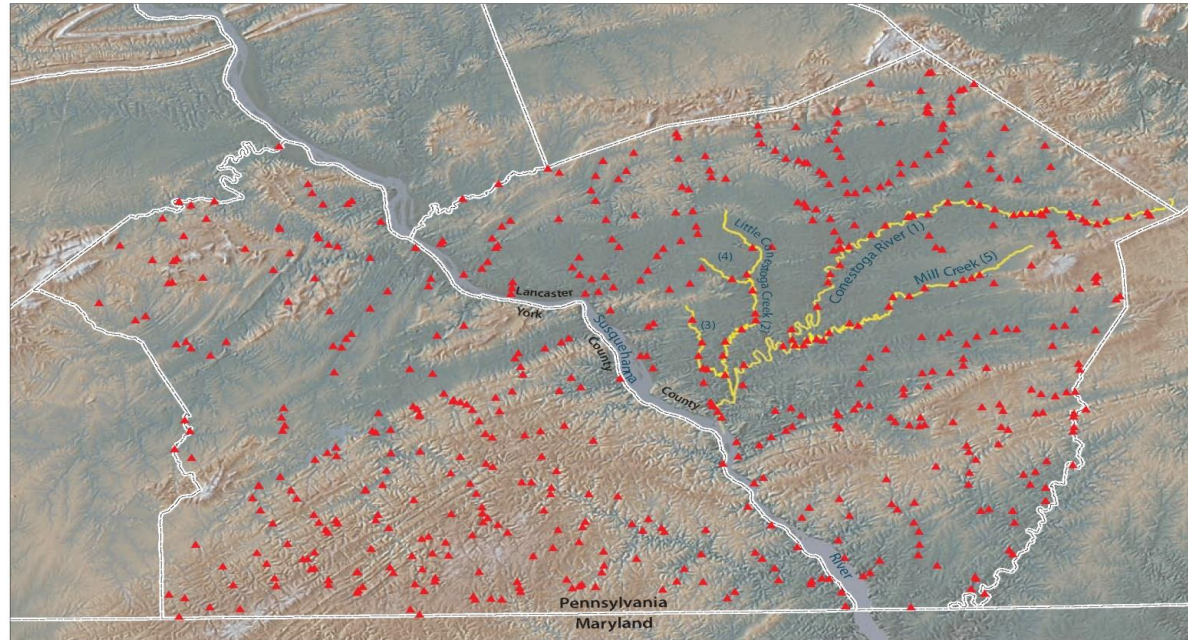 Little Conestoga Creek (2)
(4)
Conestoga River (1)
Mill Creek (5)
(3)
Lancaster
York
County
County
Susquehama
River
Pennsylvania
Maryland